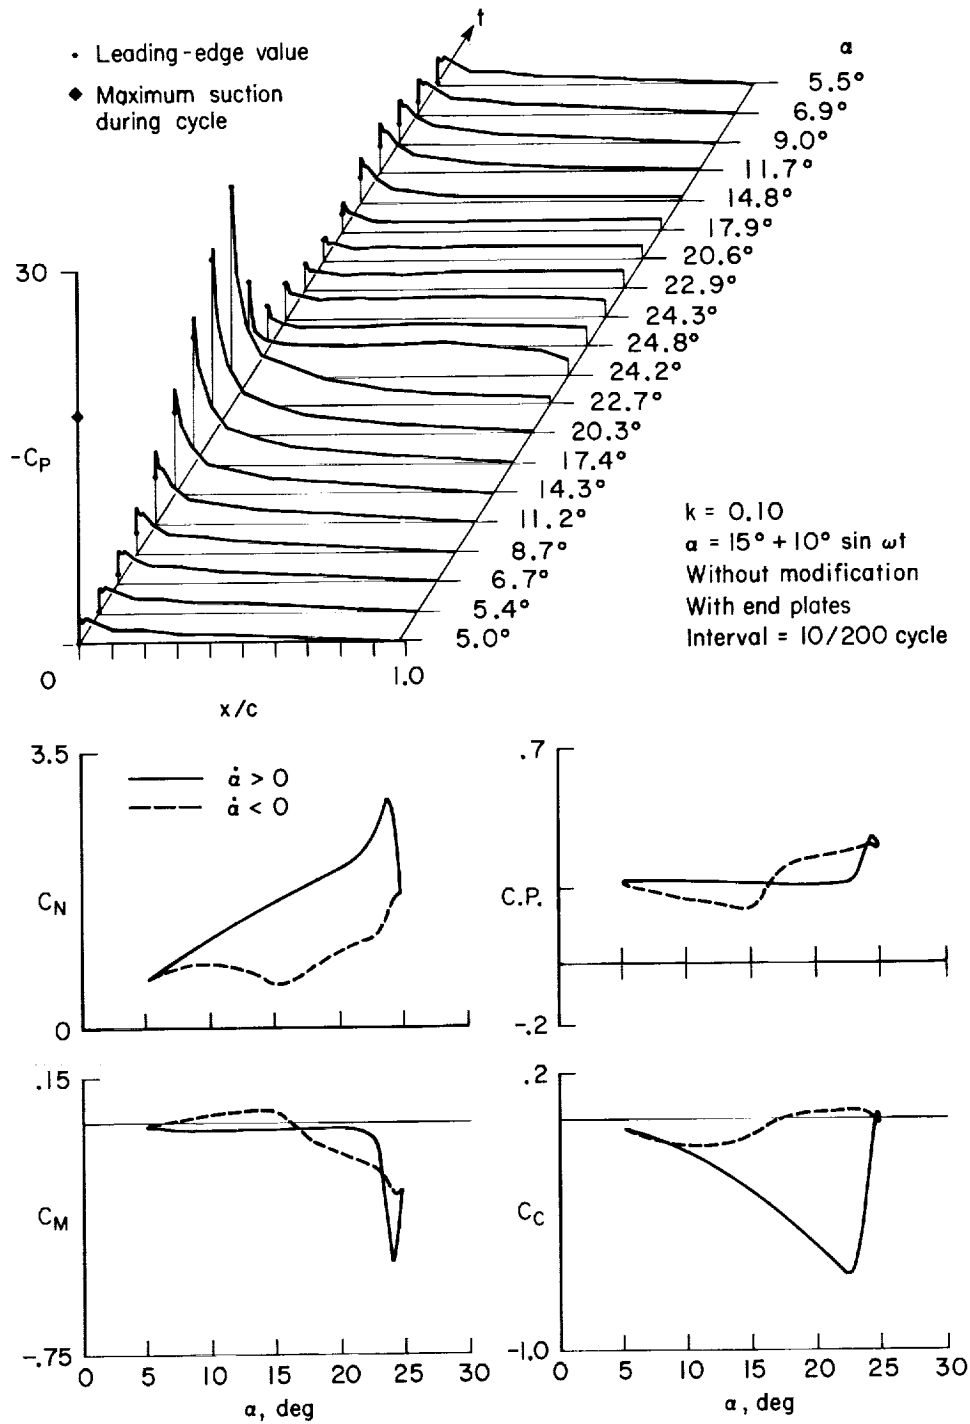 t
• Leading-edge value
◆ Maximum suction
during cycle
α
5.5°
6.9°
9.0°
11.7°
14.8°
17.9°
20.6°
22.9°
24.3°
24.8°
24.2°
22.7°
20.3°
17.4°
14.3°
11.2°
8.7°
6.7°
5.4°
5.0°
30
-CP
0
1.0
x/c
k = 0.10
α = 15° + 10° sin ωt
Without modification
With end plates
Interval = 10/200 cycle
3.5
α̇ > 0
α̇ < 0
CN
0
.7
C.P.
-.2
.15
CM
-.75
0 5 10 15 20 25 30
α, deg
.2
CC
-1.0
0 5 10 15 20 25 30
α, deg